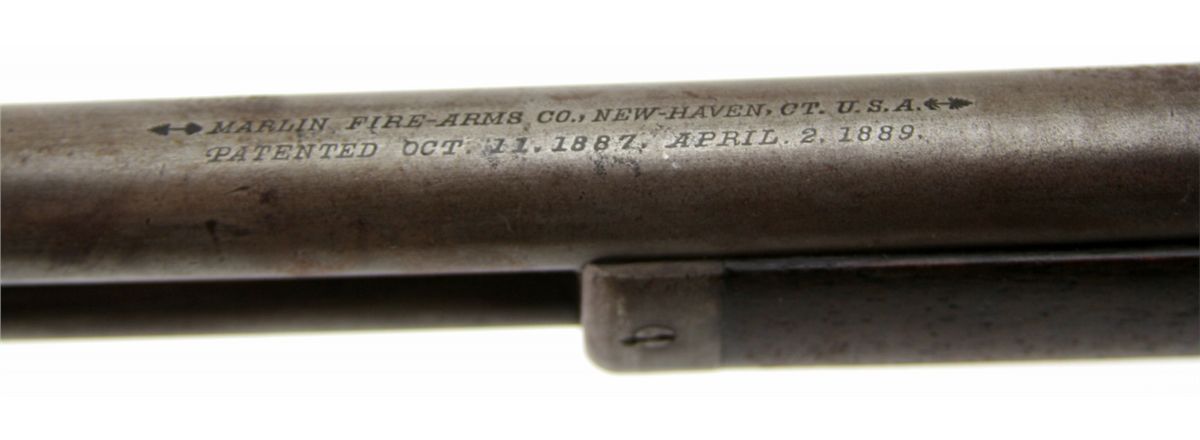 MARLIN FIRE-ARMS CO., NEW-HAVEN, CT. U.S.A.
PATENTED OCT. 11. 1887. APRIL. 2. 1889.